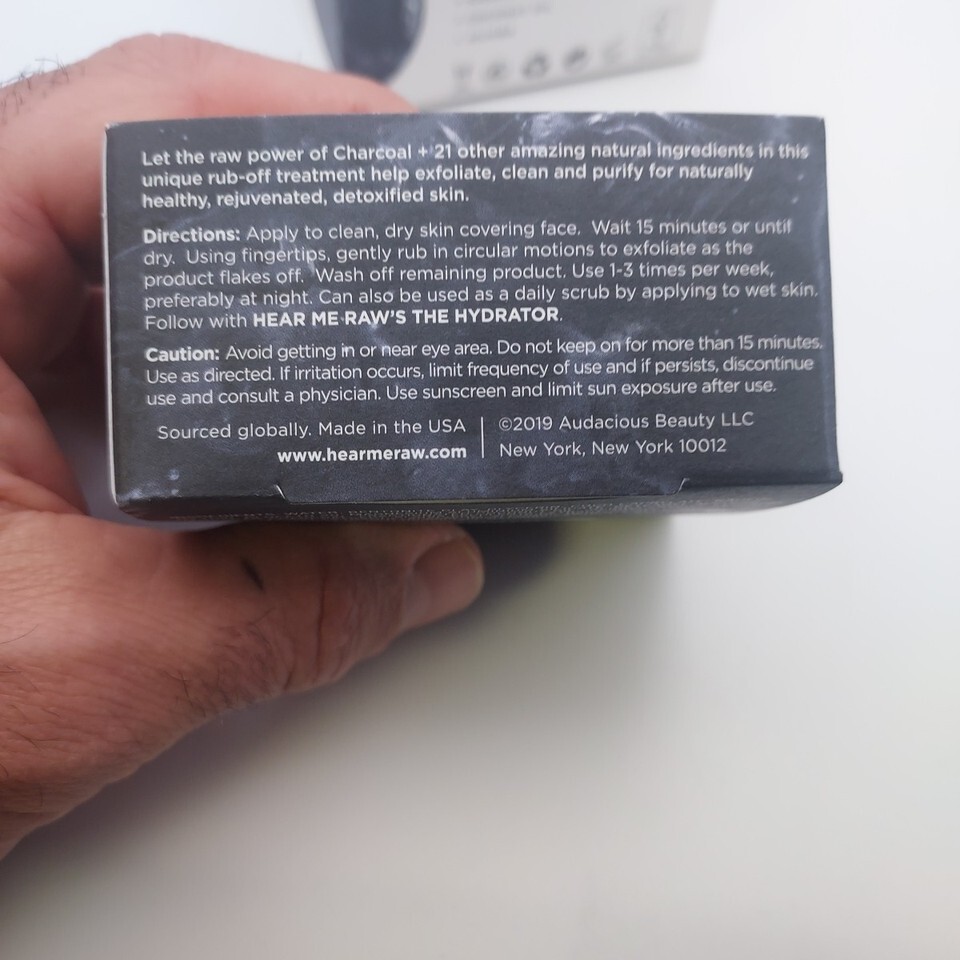 Let the raw power of Charcoal + 21 other amazing natural ingredients in this
unique rub-off treatment help exfoliate, clean and purify for naturally
healthy, rejuvenated, detoxified skin.
Directions: Apply to clean, dry skin covering face. Wait 15 minutes or until
dry. Using fingertips, gently rub in circular motions to exfoliate as the
product flakes off. Wash off remaining product. Use 1-3 times per week,
preferably at night. Can also be used as a daily scrub by applying to wet skin.
Follow with HEAR ME RAW'S THE HYDRATOR.
Caution: Avoid getting in or near eye area. Do not keep on for more than 15 minutes.
Use as directed. If irritation occurs, limit frequency of use and if persists, discontinue
use and consult a physician. Use sunscreen and limit sun exposure after use.
Sourced globally. Made in the USA
www.hearmeraw.com
©2019 Audacious Beauty LLC
New York, New York 10012